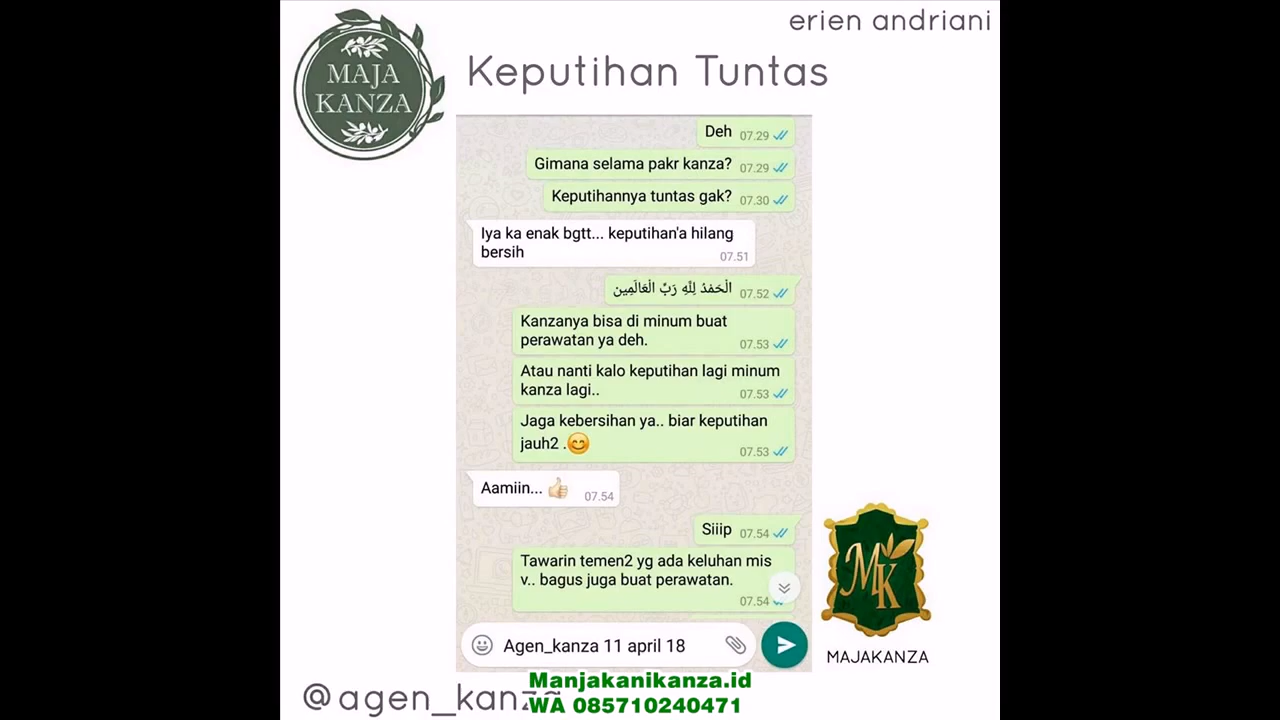 erien andriani
MAJA
KANZA
Keputihan Tuntas
Deh 07.29
Gimana selama pakr kanza? 07.29
Keputihannya tuntas gak? 07.30
Iya ka enak bgtt... keputihan'a hilang
bersih 07.51
الْحَمْدُ لِلَّهِ رَبِّ الْعَالَمِين 07.52
Kanzanya bisa di minum buat
perawatan ya deh. 07.53
Atau nanti kalo keputihan lagi minum
kanza lagi.. 07.53
Jaga kebersihan ya.. biar keputihan
jauh2 .😊 07.53
Aamiin... 👍🏻 07.54
Siiip 07.54
Tawarin temen2 yg ada keluhan mis
v.. bagus juga buat perawatan.
07.54
Agen_kanza 11 april 18
MK
MAJAKANZA
Manjakanikanza.id
@agen_kanza
WA 085710240471